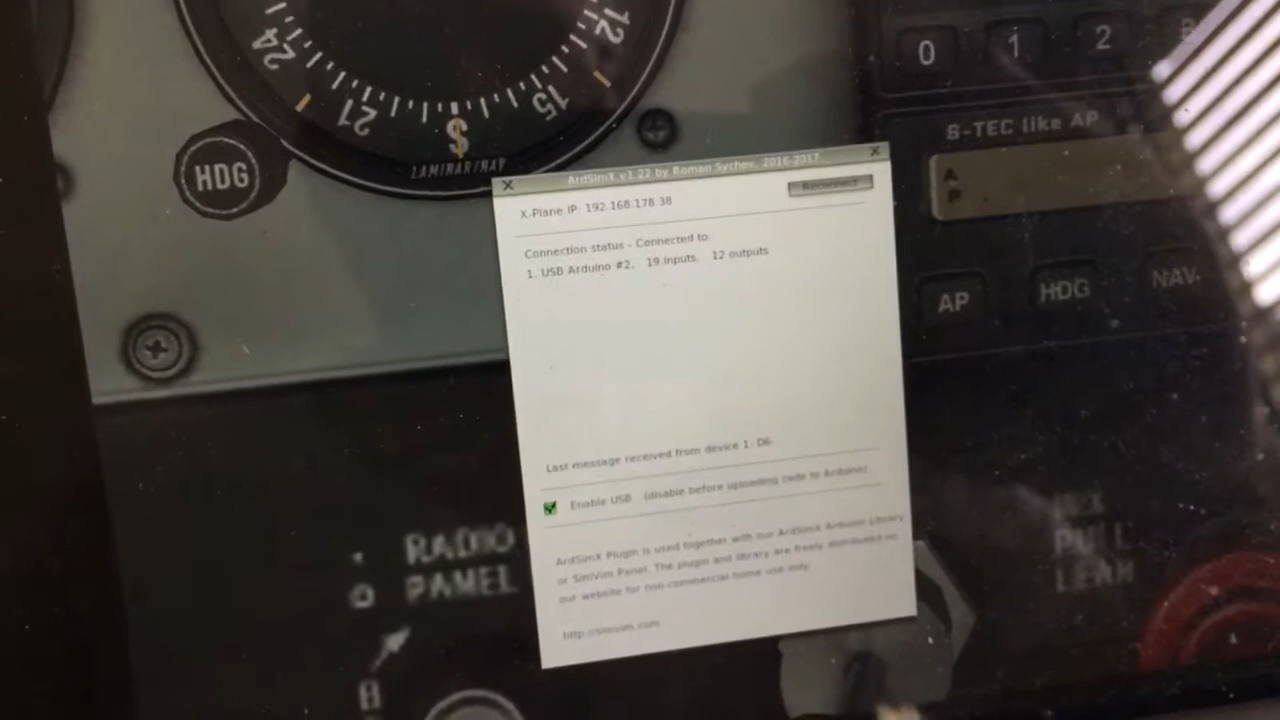 24
21
S
15
12
LAMINAR/NAV
HDG
0 1 2
S-TEC like AP
A
P
AP HDG NAV
ArdSimX v1.22 by Roman Sychev, 2016-2017
X X
Reconnect
X-Plane IP: 192.168.178.38
Connection status - Connected to:
1. USB Arduino #2, 19 inputs, 12 outputs
Last message received from device 1: D6-
Enable USB (disable before uploading code to Arduino)
ArdSimX Plugin is used together with our ArdSimX Arduino Library
or SimVim Panel. The plugin and library are freely distributed on
our website for non-commercial home use only.
http://simvim.com
RADIO
PANEL
PULL
LEAN